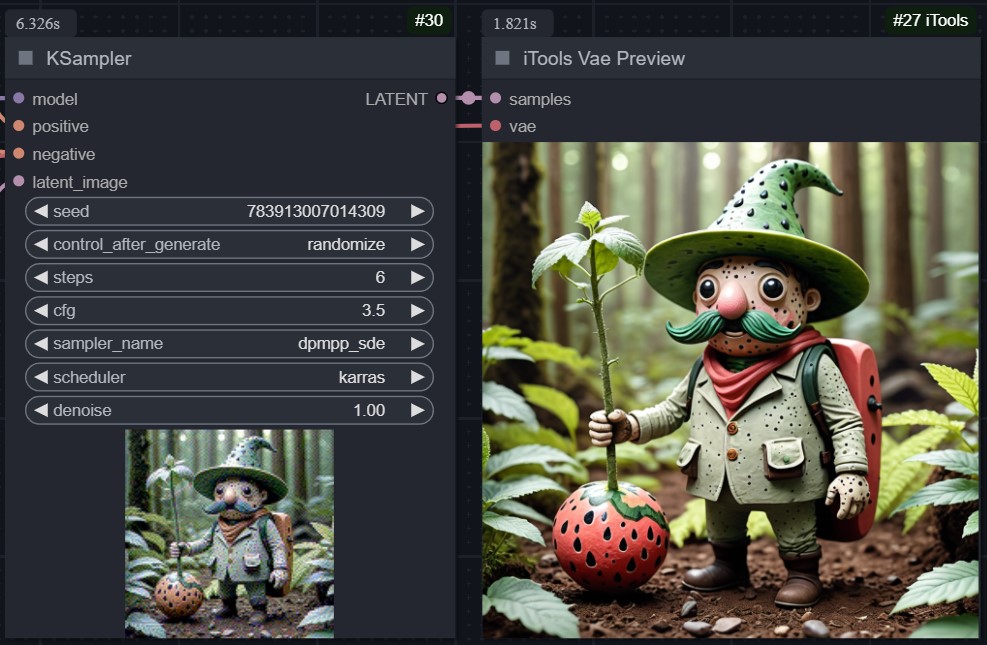 6.326s
#30
KSampler
model
LATENT
positive
negative
latent_image
seed 783913007014309
control_after_generate randomize
steps 6
cfg 3.5
sampler_name dpmpp_sde
scheduler karras
denoise 1.00
1.821s
#27 iTools
iTools Vae Preview
samples
vae